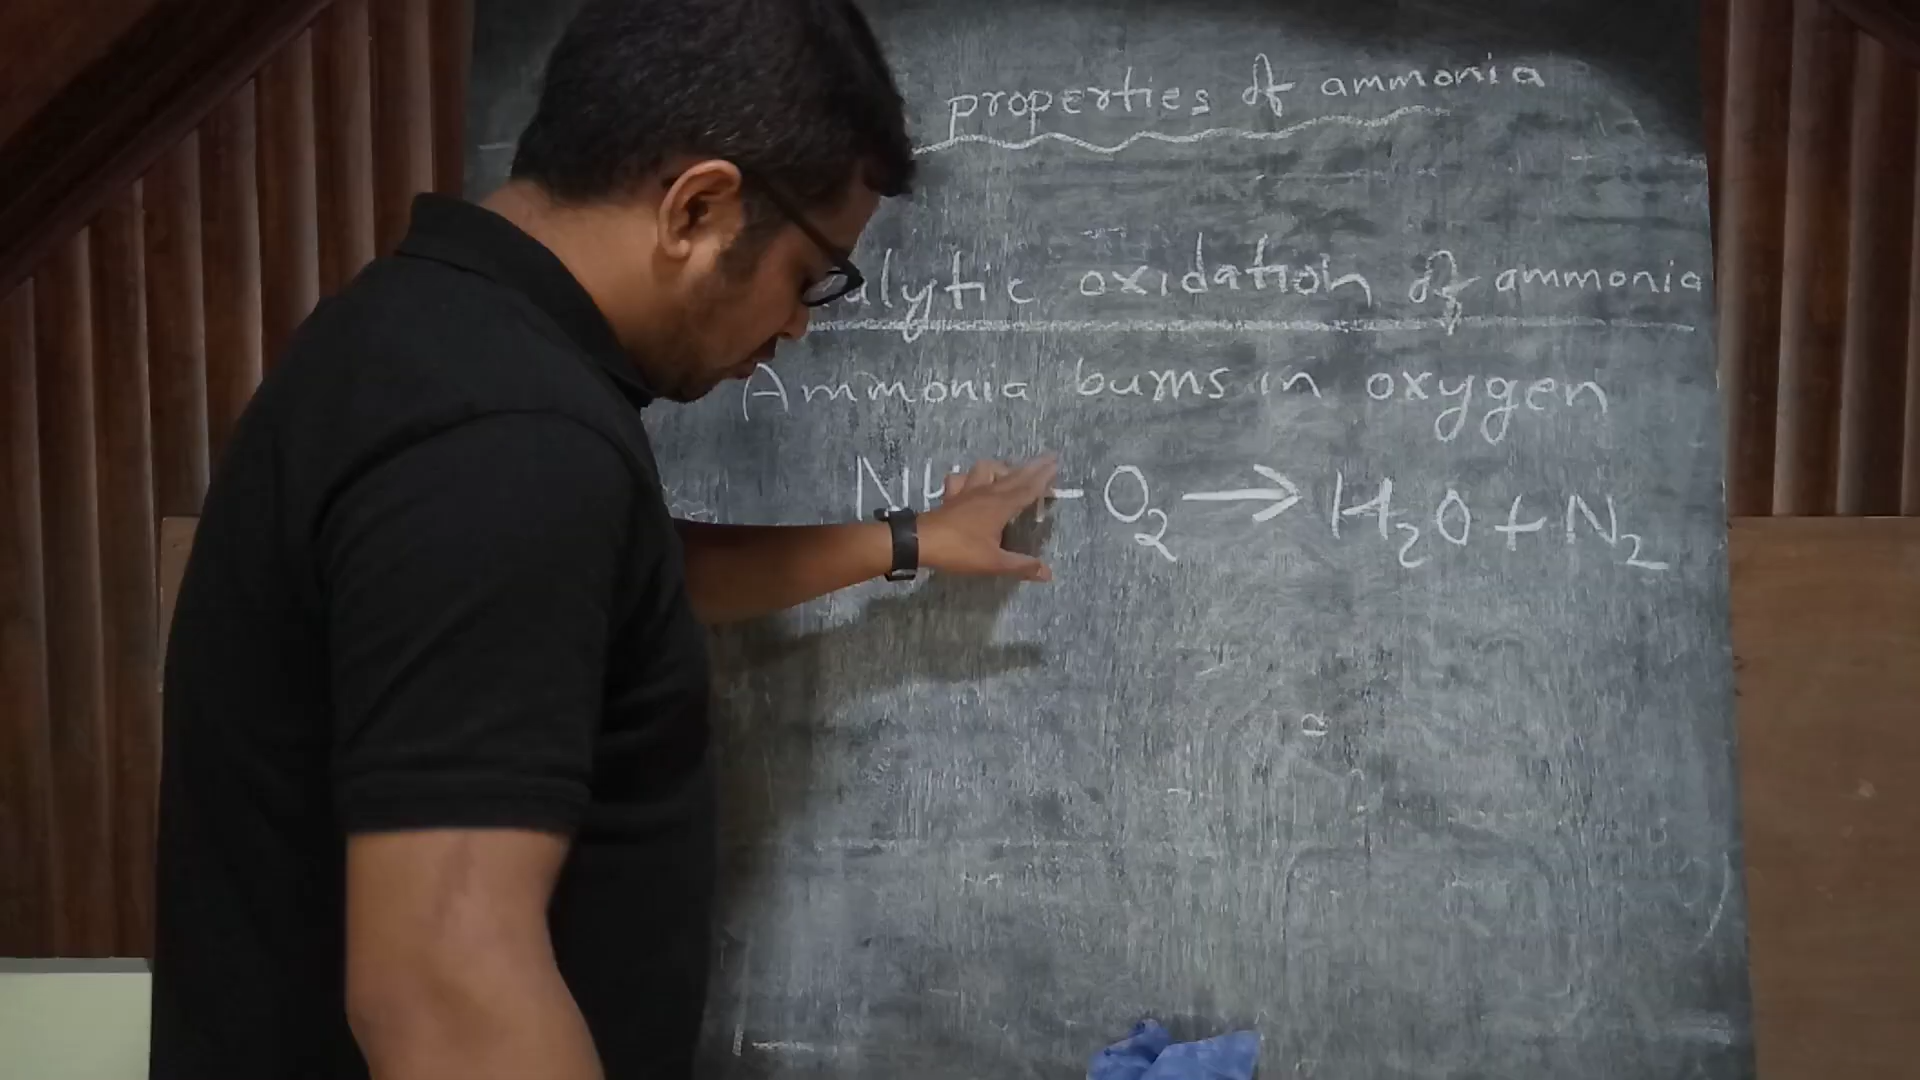 properties of ammonia
alytic oxidation of ammonia
Ammonia burns in oxygen
NH + O2 → H2O + N2